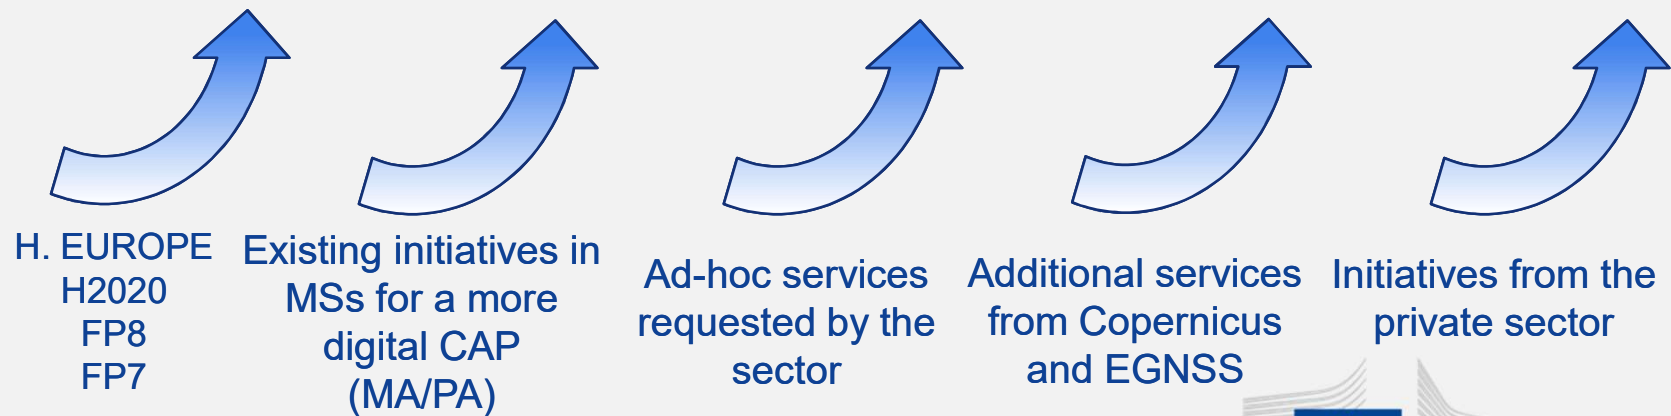 H. EUROPE
H2020
FP8
FP7
Existing initiatives in
MSs for a more
digital CAP
(MA/PA)
Ad-hoc services
requested by the
sector
Additional services
from Copernicus
and EGNSS
Initiatives from the
private sector